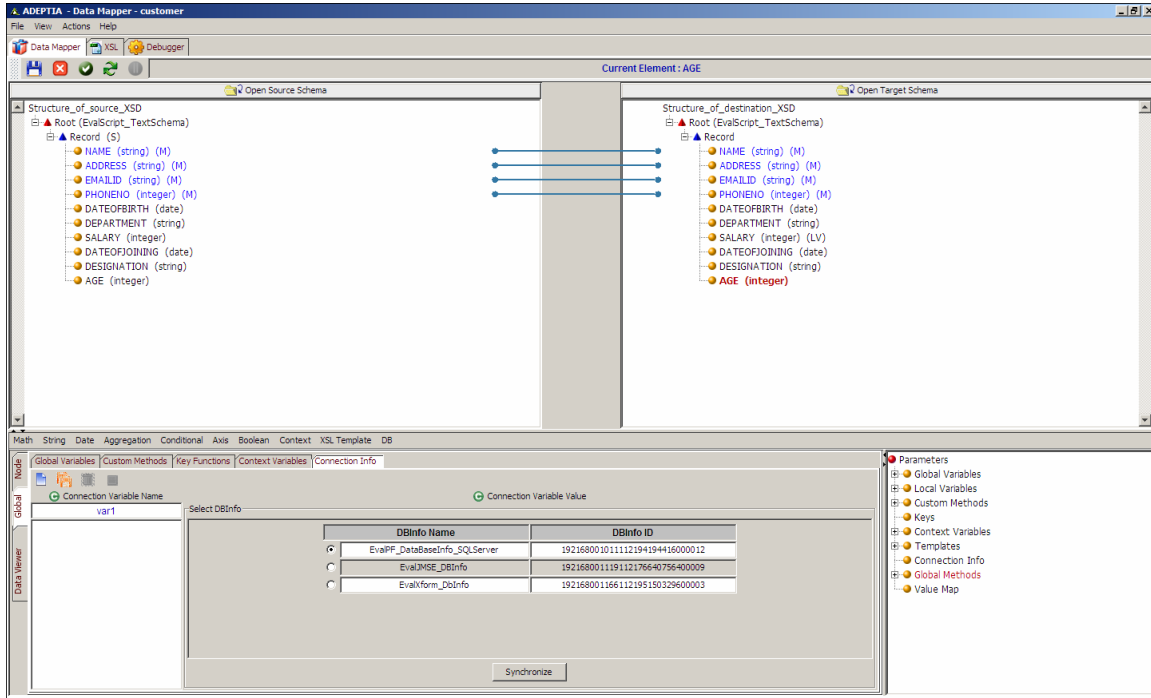 ADEPTIA - Data Mapper - customer
File View Actions Help
Data Mapper XSL Debugger
Current Element : AGE
Open Source Schema
Structure_of_source_XSD
Root (EvalScript_TextSchema)
Record (S)
NAME (string) (M)
ADDRESS (string) (M)
EMAILID (string) (M)
PHONENO (integer) (M)
DATEOFBIRTH (date)
DEPARTMENT (string)
SALARY (integer)
DATEOFJOINING (date)
DESIGNATION (string)
AGE (integer)
Open Target Schema
Structure_of_destination_XSD
Root (EvalScript_TextSchema)
Record
NAME (string) (M)
ADDRESS (string) (M)
EMAILID (string) (M)
PHONENO (integer) (M)
DATEOFBIRTH (date)
DEPARTMENT (string)
SALARY (integer) (LV)
DATEOFJOINING (date)
DESIGNATION (string)
AGE (integer)
Math String Date Aggregation Conditional Axis Boolean Context XSL Template DB
Node
Global
Data Viewer
Global Variables Custom Methods Key Functions Context Variables Connection Info
Connection Variable Name
Connection Variable Value
var1
Select DBInfo
DBInfo Name DBInfo ID
EvalPF_DataBaseInfo_SQLServer 192168001011112194194416000012
EvalJMSE_DBInfo 192168001119112176640756400009
EvalXform_DbInfo 192168001166112195150329600003
Synchronize
Parameters
Global Variables
Local Variables
Custom Methods
Keys
Context Variables
Templates
Connection Info
Global Methods
Value Map